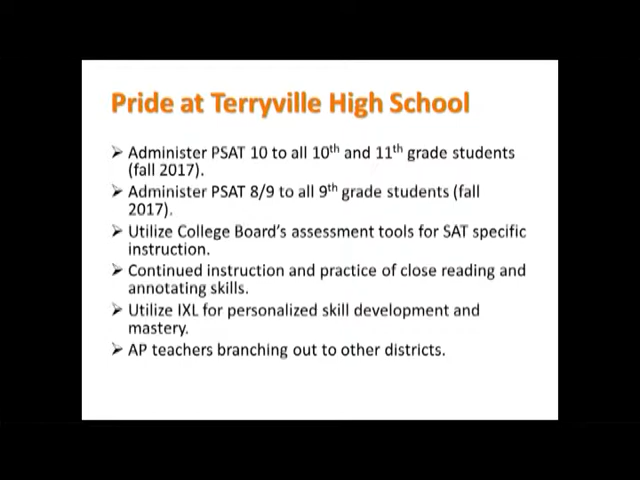 Pride at Terryville High School
➢ Administer PSAT 10 to all 10th and 11th grade students
(fall 2017).
➢ Administer PSAT 8/9 to all 9th grade students (fall
2017).
➢ Utilize College Board's assessment tools for SAT specific
instruction.
➢ Continued instruction and practice of close reading and
annotating skills.
➢ Utilize IXL for personalized skill development and
mastery.
➢ AP teachers branching out to other districts.